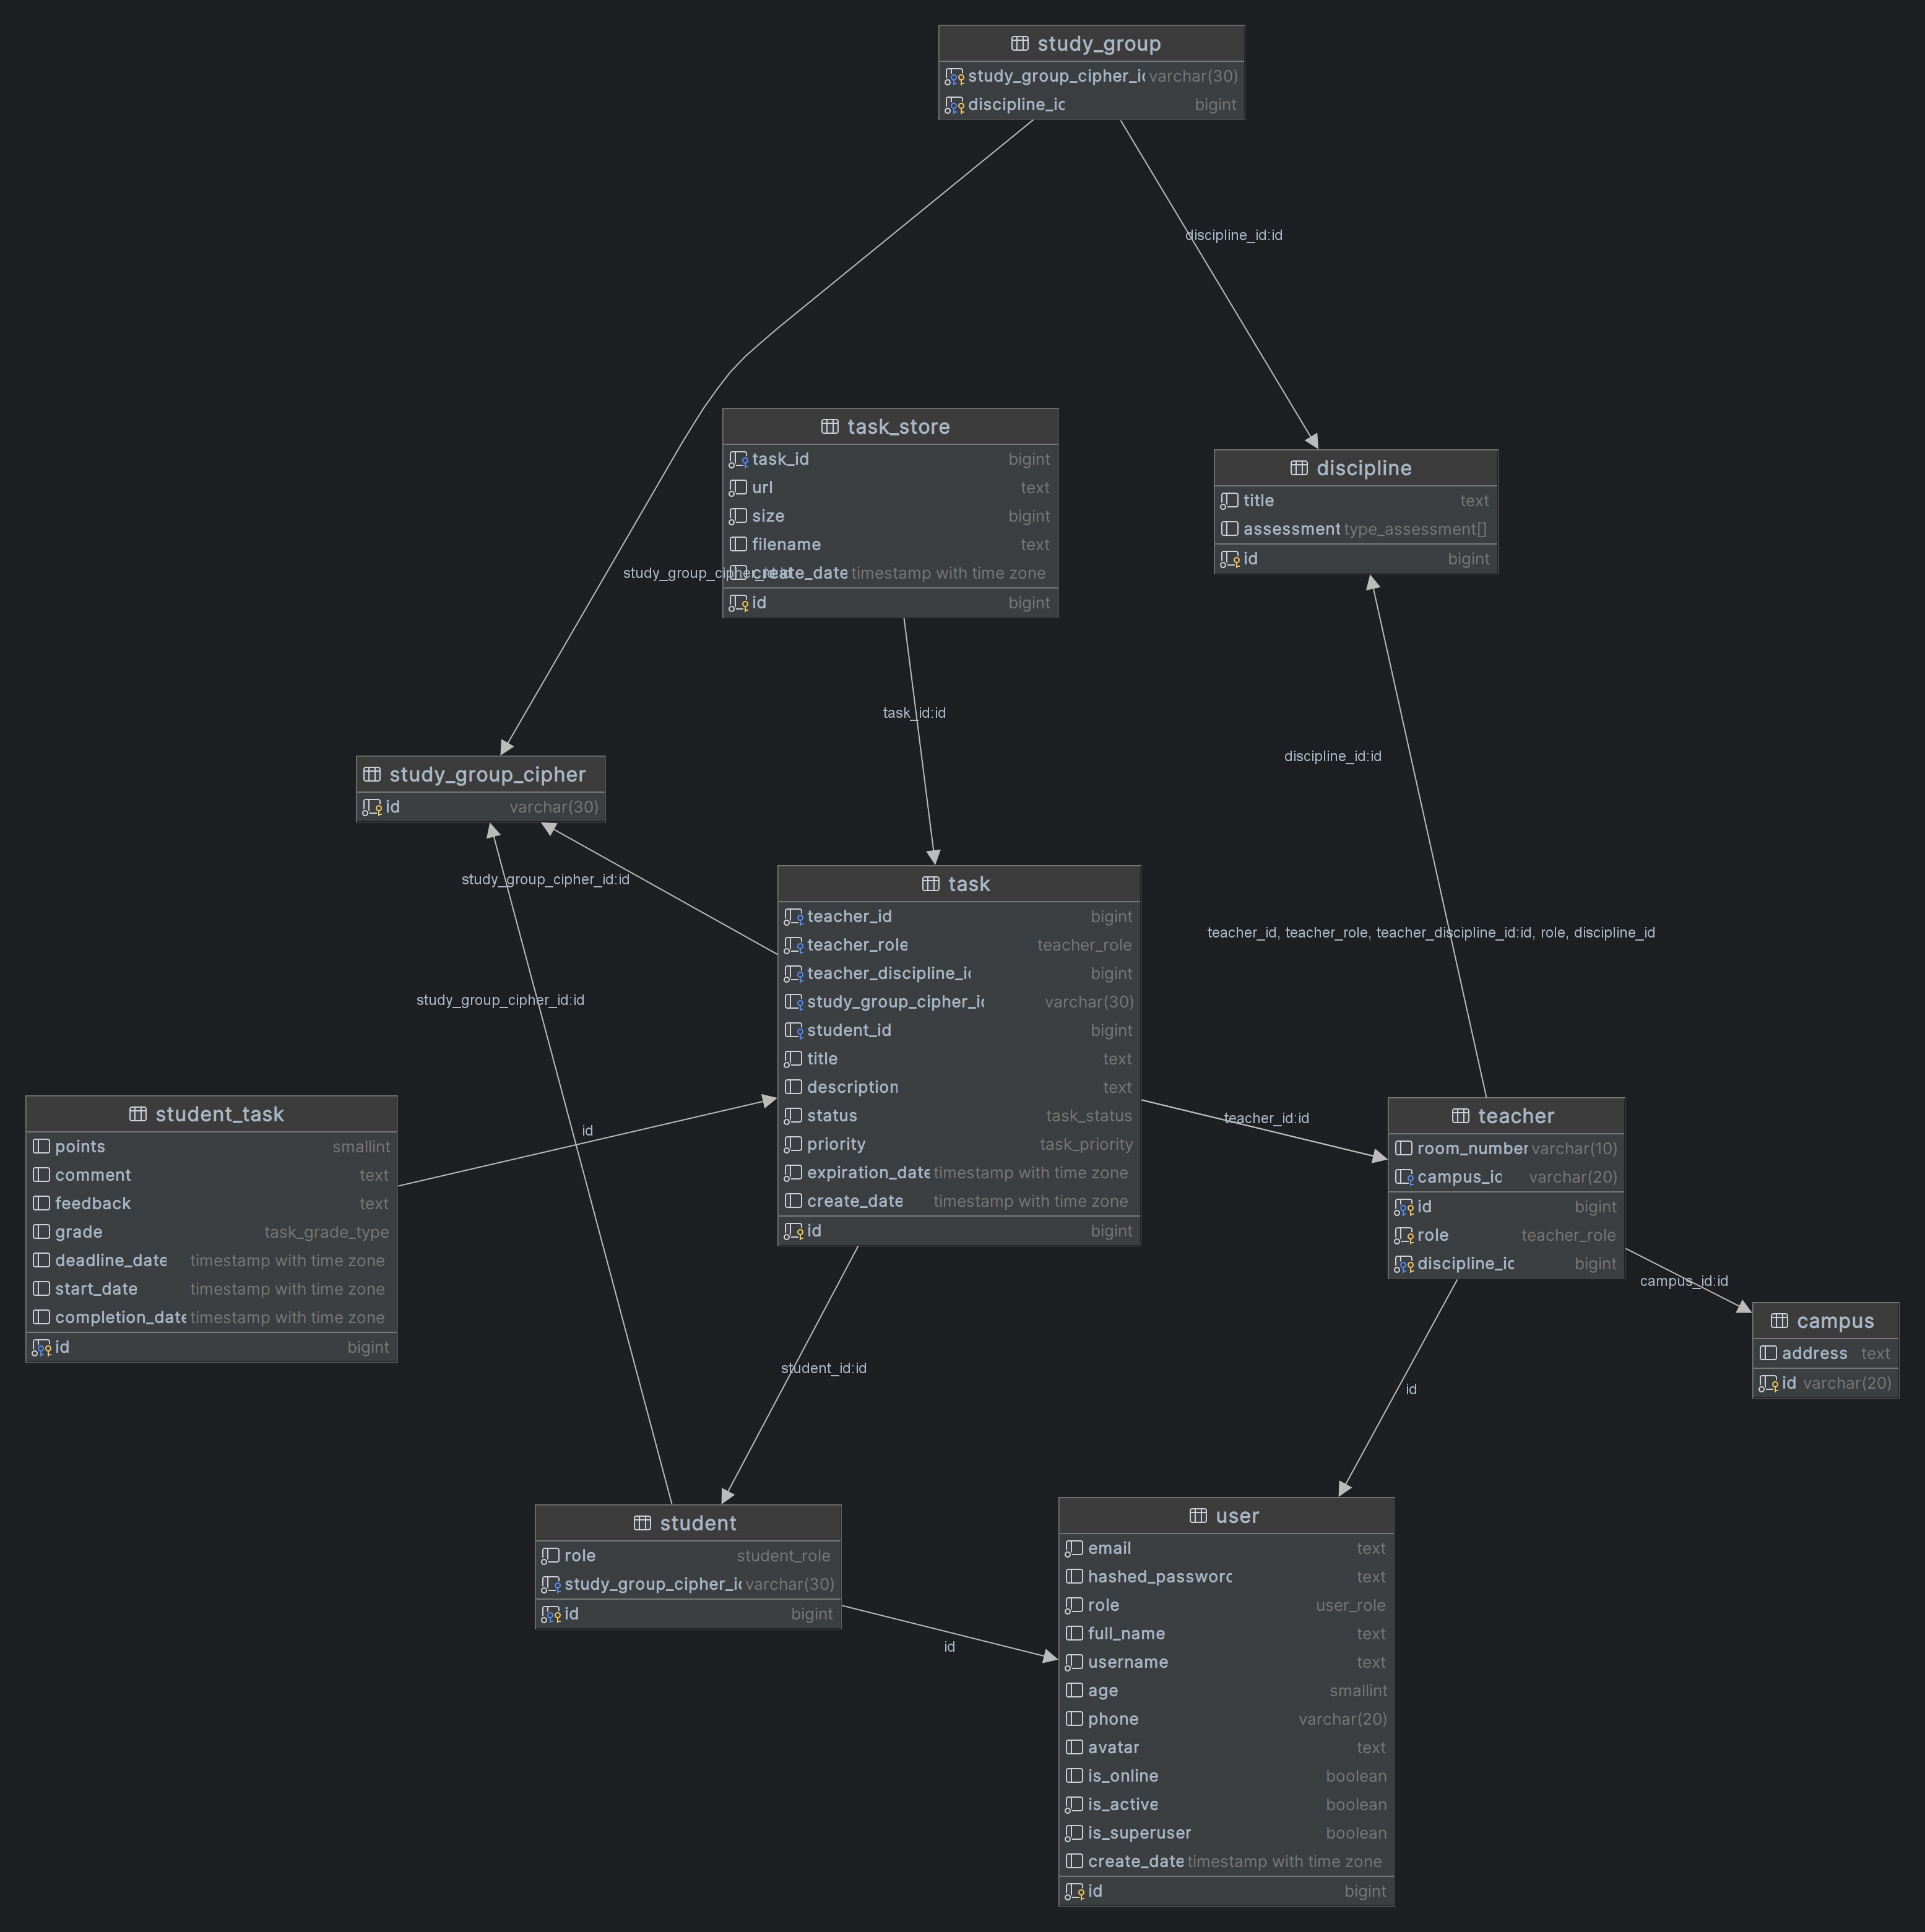 study_group
study_group_cipher_i varchar(30)
discipline_ic bigint
discipline_id:id
task_store
task_id bigint
url text
size bigint
filename text
create_date timestamp with time zone
id bigint
discipline
title text
assessment type_assessment[]
id bigint
task_id:id
discipline_id:id
study_group_cipher
id varchar(30)
study_group_cipher_id:id
task
teacher_id bigint
teacher_role teacher_role
teacher_discipline_i bigint
study_group_cipher_i varchar(30)
student_id bigint
title text
description text
status task_status
priority task_priority
expiration_date timestamp with time zone
create_date timestamp with time zone
id bigint
teacher_id, teacher_role, teacher_discipline_id:id, role, discipline_id
study_group_cipher_id:id
student_task
points smallint
comment text
feedback text
grade task_grade_type
deadline_date timestamp with time zone
start_date timestamp with time zone
completion_date timestamp with time zone
id bigint
id
teacher_id:id
teacher
room_number varchar(10)
campus_ic varchar(20)
id bigint
role teacher_role
discipline_ic bigint
campus_id:id
campus
address text
id varchar(20)
student_id:id
id
student
role student_role
study_group_cipher_i varchar(30)
id bigint
id
user
email text
hashed_passworc text
role user_role
full_name text
username text
age smallint
phone varchar(20)
avatar text
is_online boolean
is_active boolean
is_superuser boolean
create_date timestamp with time zone
id bigint